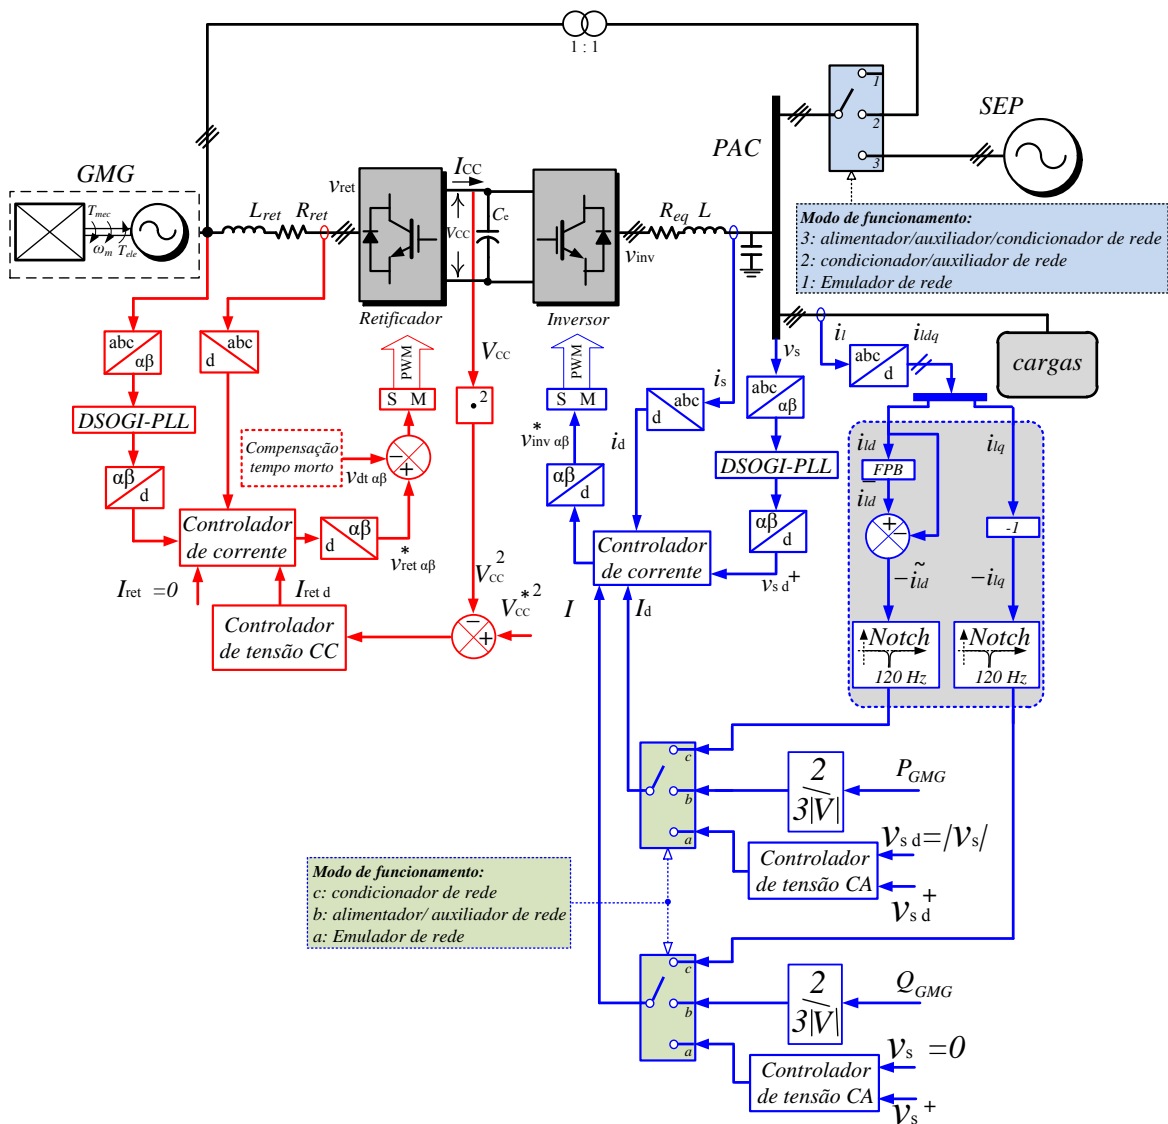 1 : 1
1
2
3
SEP
PAC
GMG
T_mec
ω_m
T_ele
L_ret
R_ret
v_ret
I_CC
V_CC
C_e
v_inv
R_eq
L
Retificador
Inversor
Modo de funcionamento:
3: alimentador/auxiliador/condicionador de rede
2: condicionador/auxiliador de rede
1: Emulador de rede
abc
αβ
abc
d
PWM
S M
V_CC
•²
PWM
S M
v_s
i_s
abc
d
abc
αβ
i_l
i_ldq
abc
d
cargas
DSOGI-PLL
αβ
d
Compensação
tempo morto
v_dt αβ
−
+
v*_inv αβ
αβ
d
i_d
DSOGI-PLL
αβ
d
i_ld
i_lq
FPB
i̅_ld
+
−
-1
−ĩ_ld
−i_lq
Controlador
de corrente
αβ
d
v*_ret αβ
Controlador
de corrente
v_s d+
I_ret =0
I_ret d
V_CC²
V_CC*²
−
+
Controlador
de tensão CC
I
I_d
Notch
120 Hz
Notch
120 Hz
c
b
a
2
3|V|
P_GMG
v_s d=|v_s|
Controlador
de tensão CA
v_s d+
Modo de funcionamento:
c: condicionador de rede
b: alimentador/ auxiliador de rede
a: Emulador de rede
c
b
a
2
3|V|
Q_GMG
v_s =0
Controlador
de tensão CA
v_s +